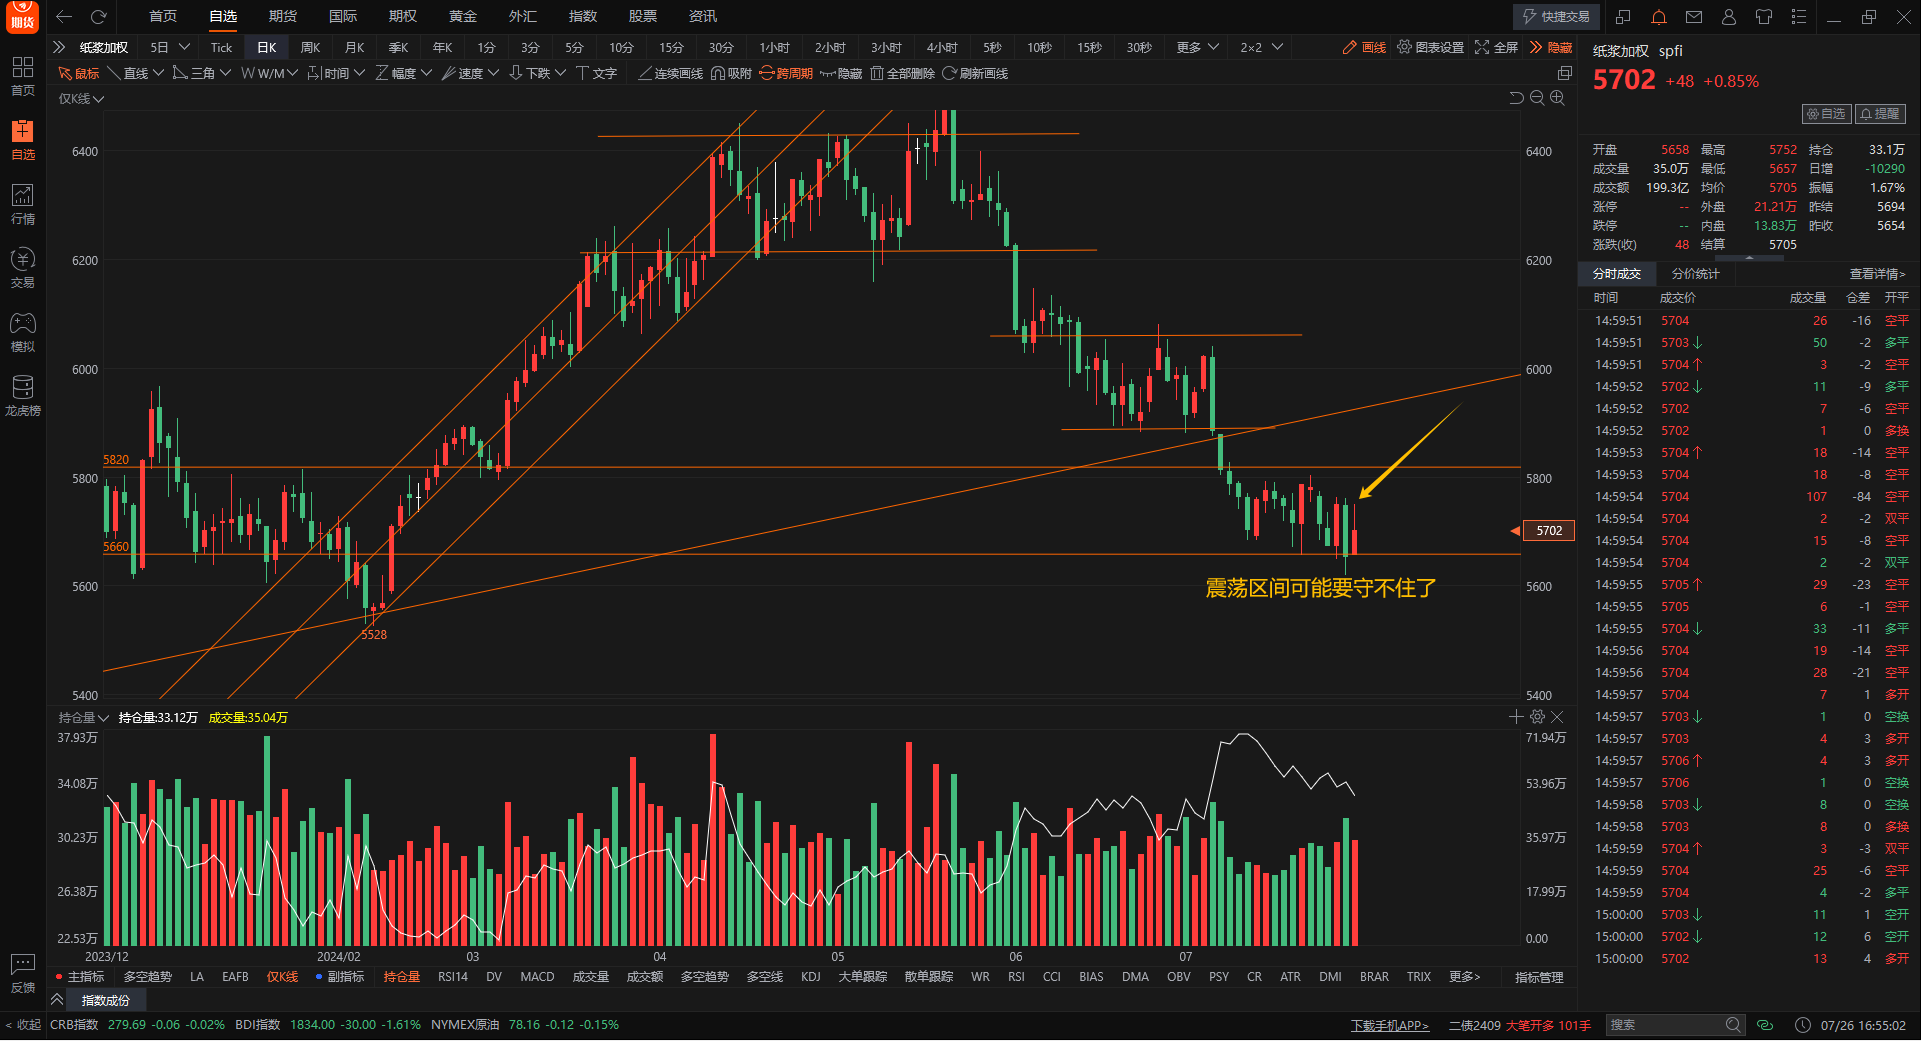 期货 首页 自选 期货 国际 期权 黄金 外汇 指数 股票 资讯 快捷交易
纸浆加权 5日 Tick 日K 周K 月K 季K 年K 1分 3分 5分 10分 15分 30分 1小时 2小时 3小时 4小时 5秒 10秒 15秒 30秒 更多 2×2 画线 图表设置 全屏 隐藏
鼠标 直线 三角 W/M 时间 幅度 速度 下跌 文字 连续画线 吸附 跨周期 隐藏 全部删除 刷新画线
首页
自选
行情
交易
模拟
龙虎榜
反馈
< 收起
仅K线
6400 6400
6200 6200
6000 6000
5820
5800 5800
5660
5702
5600 5600
震荡区间可能要守不住了
5528
5400 5400
持仓量 持仓量:33.12万 成交量:35.04万
37.93万 71.94万
34.08万 53.96万
30.23万 35.97万
26.38万 17.99万
22.53万 0.00
2023/12 2024/02 03 04 05 06 07
主指标 多空趋势 LA EAFB 仅K线 副指标 持仓量 RSI14 DV MACD 成交量 成交额 多空趋势 多空线 KDJ 大单跟踪 散单跟踪 WR RSI CCI BIAS DMA OBV PSY CR ATR DMI BRAR TRIX 更多> 指标管理
指数成份
纸浆加权 spfi
5702 +48 +0.85%
自选 提醒
开盘 5658 最高 5752 持仓 33.1万
成交量 35.0万 最低 5657 日增 -10290
成交额 199.3亿 均价 5705 振幅 1.67%
涨停 -- 外盘 21.21万 昨结 5694
跌停 -- 内盘 13.83万 昨收 5654
涨跌(收) 48 结算 5705
分时成交 分价统计 查看详情>
时间 成交价 成交量 仓差 开平
14:59:51 5704 26 -16 空平
14:59:51 5703↓ 50 -2 多平
14:59:51 5704↑ 3 -2 空平
14:59:52 5702↓ 11 -9 多平
14:59:52 5702 7 -6 空平
14:59:52 5702 1 0 多换
14:59:53 5704↑ 18 -14 空平
14:59:53 5704 18 -8 空平
14:59:54 5704 107 -84 空平
14:59:54 5704 2 -2 双平
14:59:54 5704 15 -8 空平
14:59:54 5704 2 -2 双平
14:59:55 5705↑ 29 -23 空平
14:59:55 5705 6 -1 空平
14:59:55 5704↓ 33 -11 多平
14:59:56 5704 19 -14 空平
14:59:56 5704 28 -21 空平
14:59:57 5704 7 1 多开
14:59:57 5703↓ 1 0 空换
14:59:57 5703 4 3 多开
14:59:57 5706↑ 4 3 多开
14:59:57 5706 1 0 空换
14:59:58 5703↓ 8 0 空换
14:59:58 5703 8 0 多换
14:59:59 5704↑ 3 -3 双平
14:59:59 5704 25 -6 空平
14:59:59 5704 4 -2 多平
15:00:00 5703↓ 11 1 空开
15:00:00 5702↓ 12 6 空开
15:00:00 5702 13 4 多开
CRB指数 279.69 -0.06 -0.02% BDI指数 1834.00 -30.00 -1.61% NYMEX原油 78.16 -0.12 -0.15% 下载手机APP> 二债2409 大笔开多 101手 搜索 07/26 16:55:02